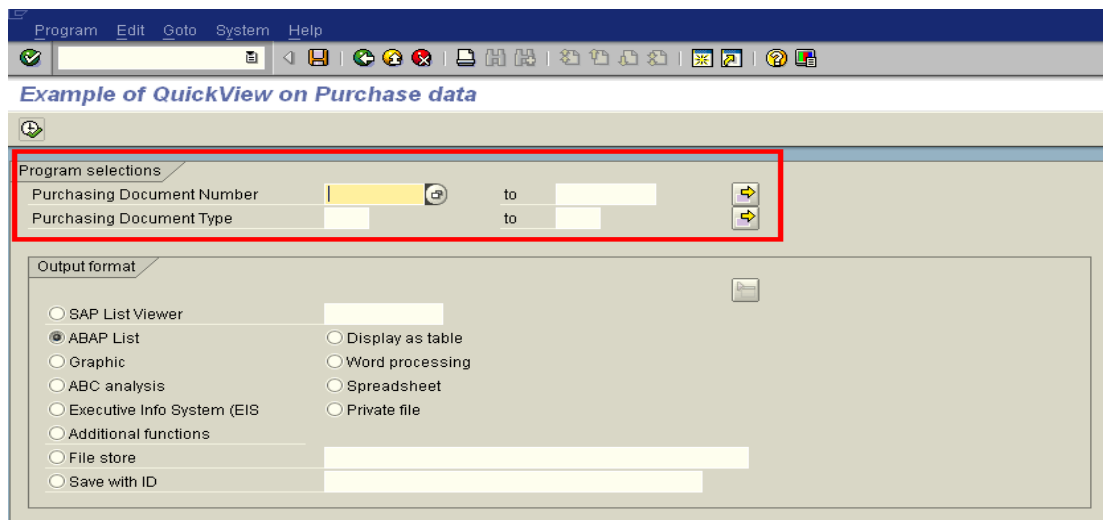 Program Edit Goto System Help
Example of QuickView on Purchase data
Program selections
Purchasing Document Number to
Purchasing Document Type to
Output format
SAP List Viewer
ABAP List Display as table
Graphic Word processing
ABC analysis Spreadsheet
Executive Info System (EIS Private file
Additional functions
File store
Save with ID